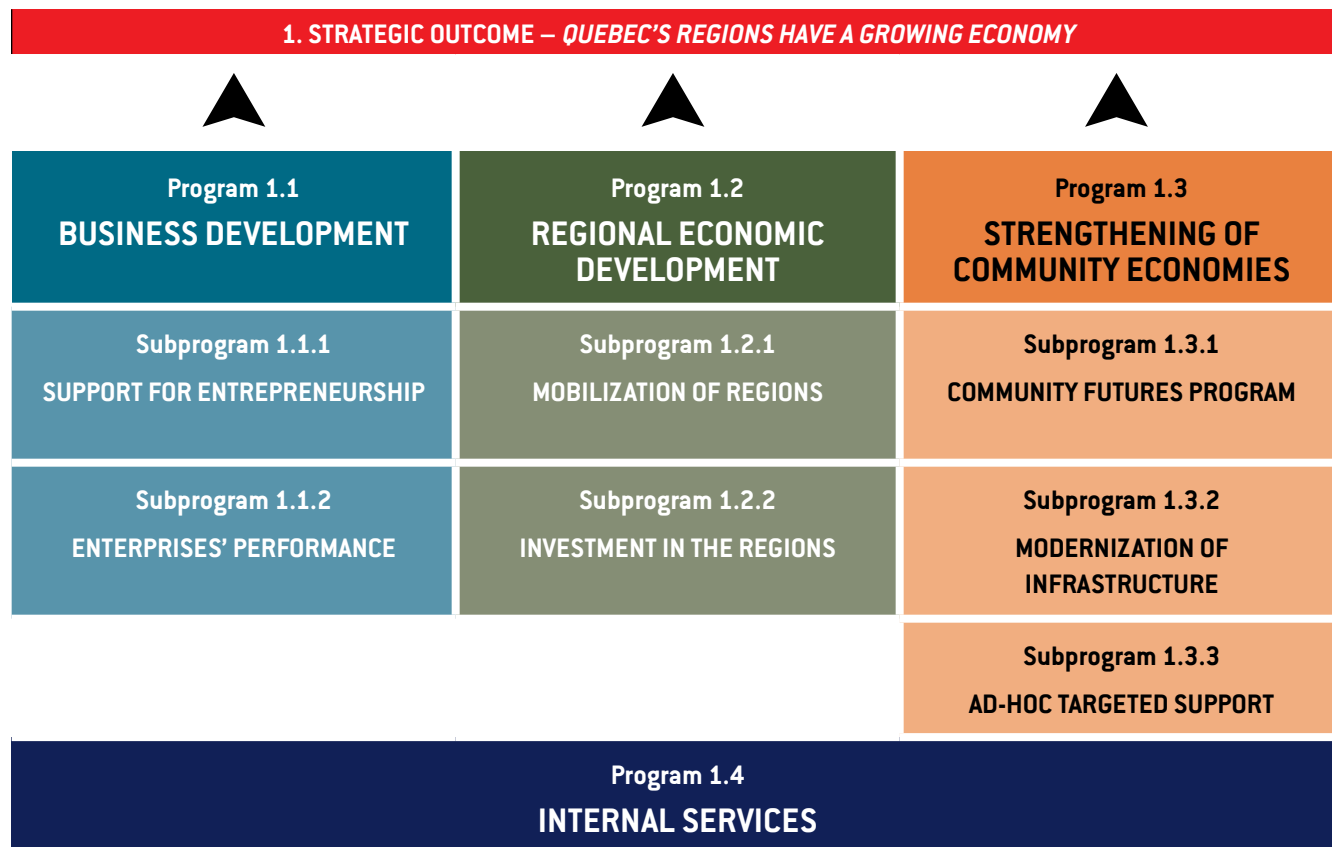 1. STRATEGIC OUTCOME – QUEBEC'S REGIONS HAVE A GROWING ECONOMY
Program 1.1
BUSINESS DEVELOPMENT
Program 1.2
REGIONAL ECONOMIC
DEVELOPMENT
Program 1.3
STRENGTHENING OF
COMMUNITY ECONOMIES
Subprogram 1.1.1
SUPPORT FOR ENTREPRENEURSHIP
Subprogram 1.2.1
MOBILIZATION OF REGIONS
Subprogram 1.3.1
COMMUNITY FUTURES PROGRAM
Subprogram 1.1.2
ENTERPRISES' PERFORMANCE
Subprogram 1.2.2
INVESTMENT IN THE REGIONS
Subprogram 1.3.2
MODERNIZATION OF
INFRASTRUCTURE
Subprogram 1.3.3
AD-HOC TARGETED SUPPORT
Program 1.4
INTERNAL SERVICES